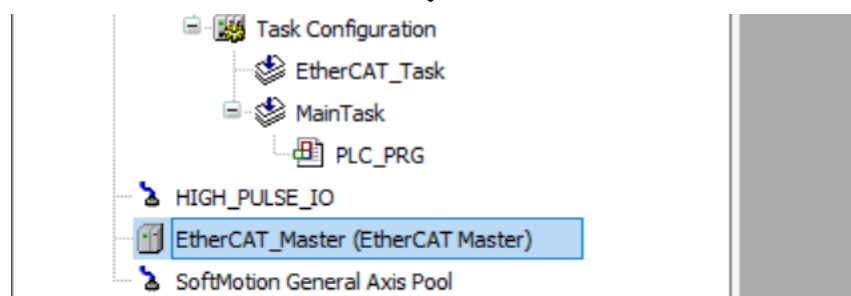 Task Configuration
EtherCAT_Task
MainTask
PLC_PRG
HIGH_PULSE_IO
EtherCAT_Master (EtherCAT Master)
SoftMotion General Axis Pool